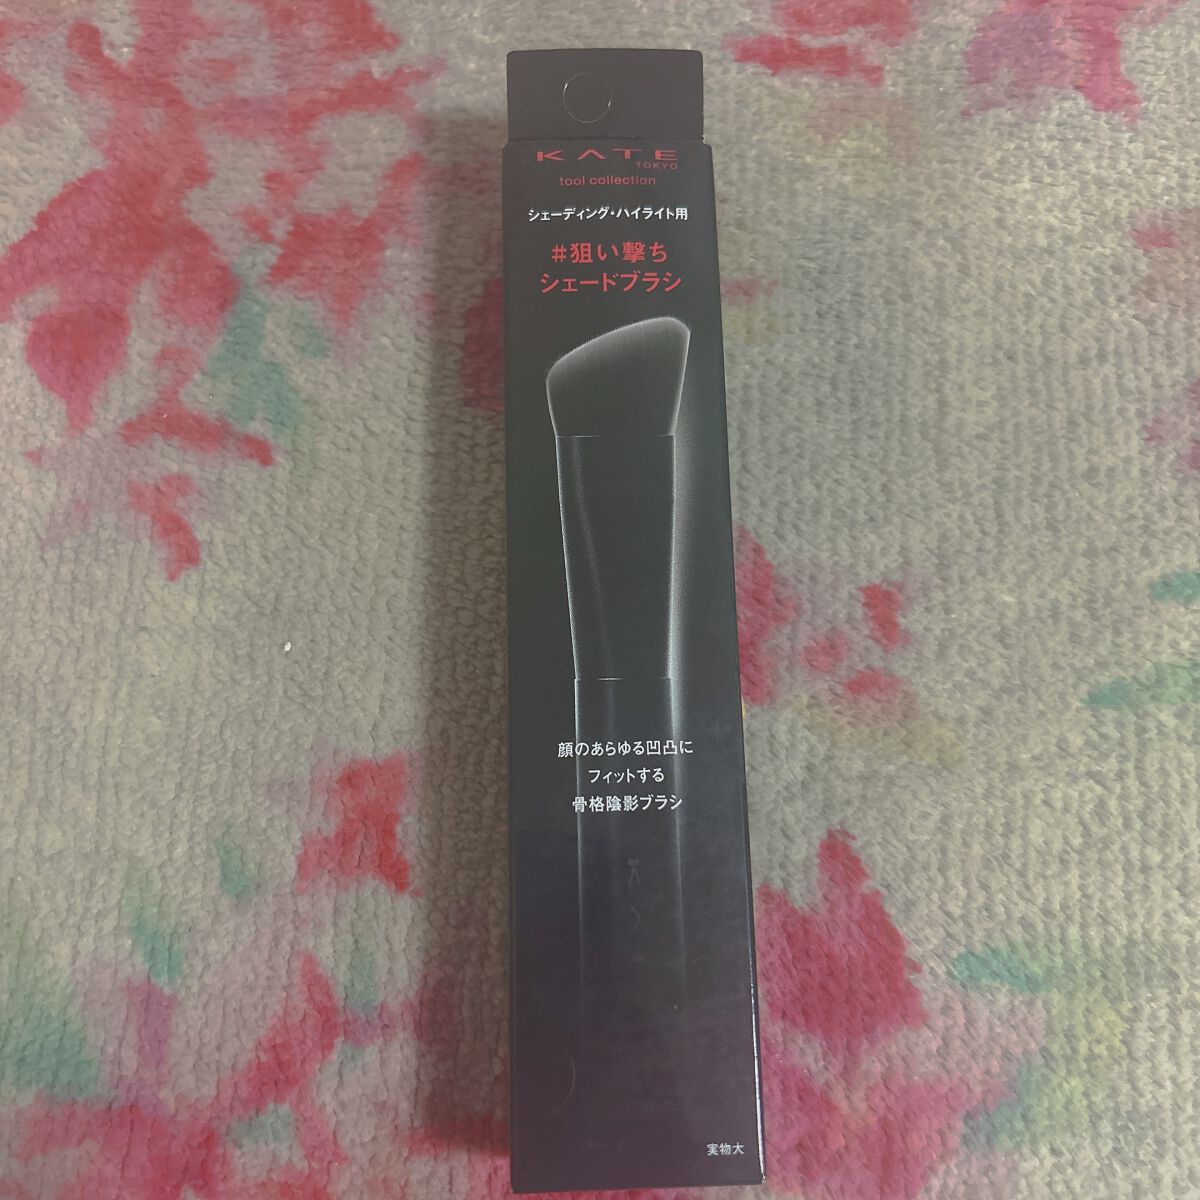 KATE
TOKYO
tool collection
シェーディング・ハイライト用
#狙い撃ち
シェードブラシ
顔のあらゆる凹凸に
フィットする
骨格陰影ブラシ
実物大